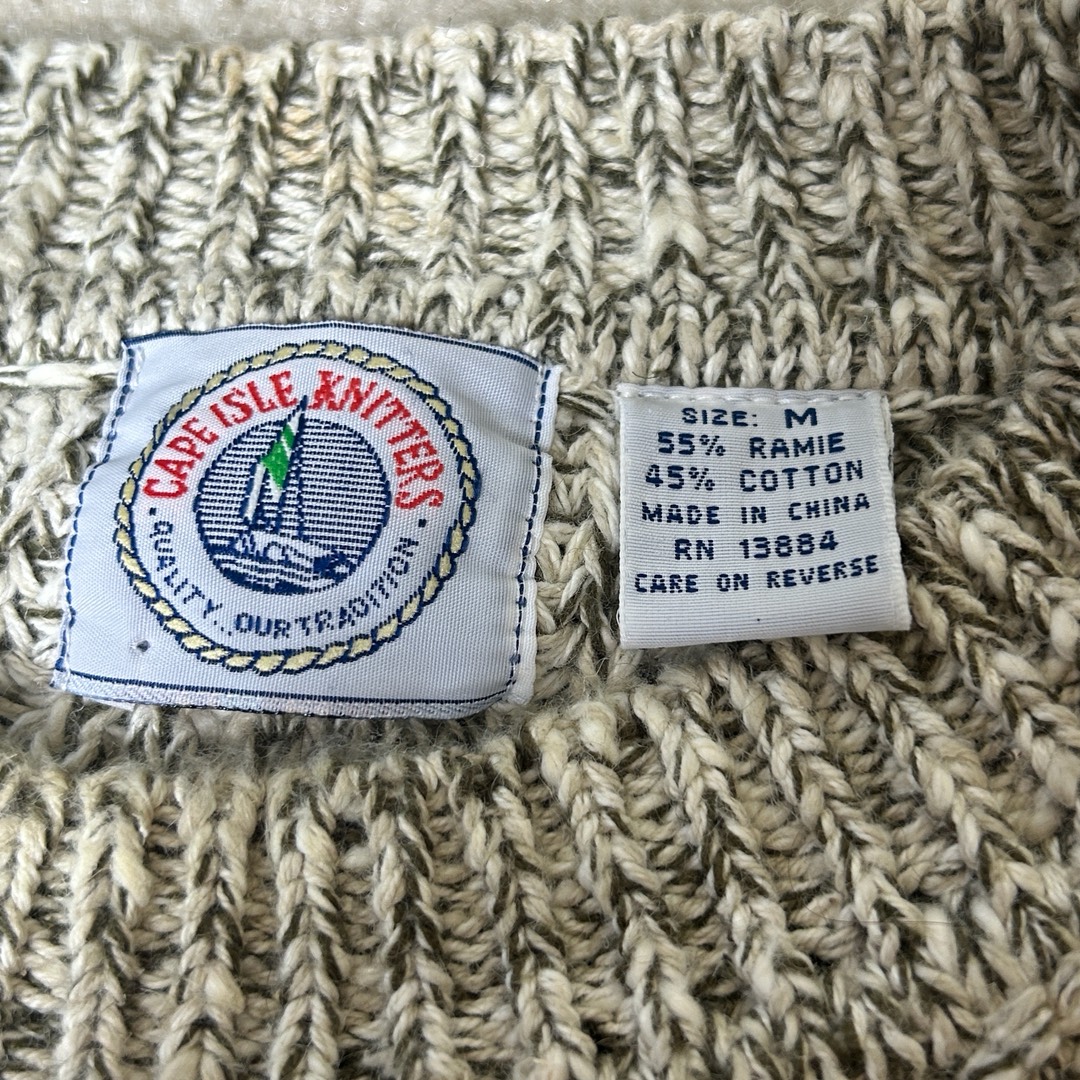 CAPE ISLE KNITTERS
• QUALITY...OUR TRADITION •
SIZE: M
55% RAMIE
45% COTTON
MADE IN CHINA
RN 13884
CARE ON REVERSE